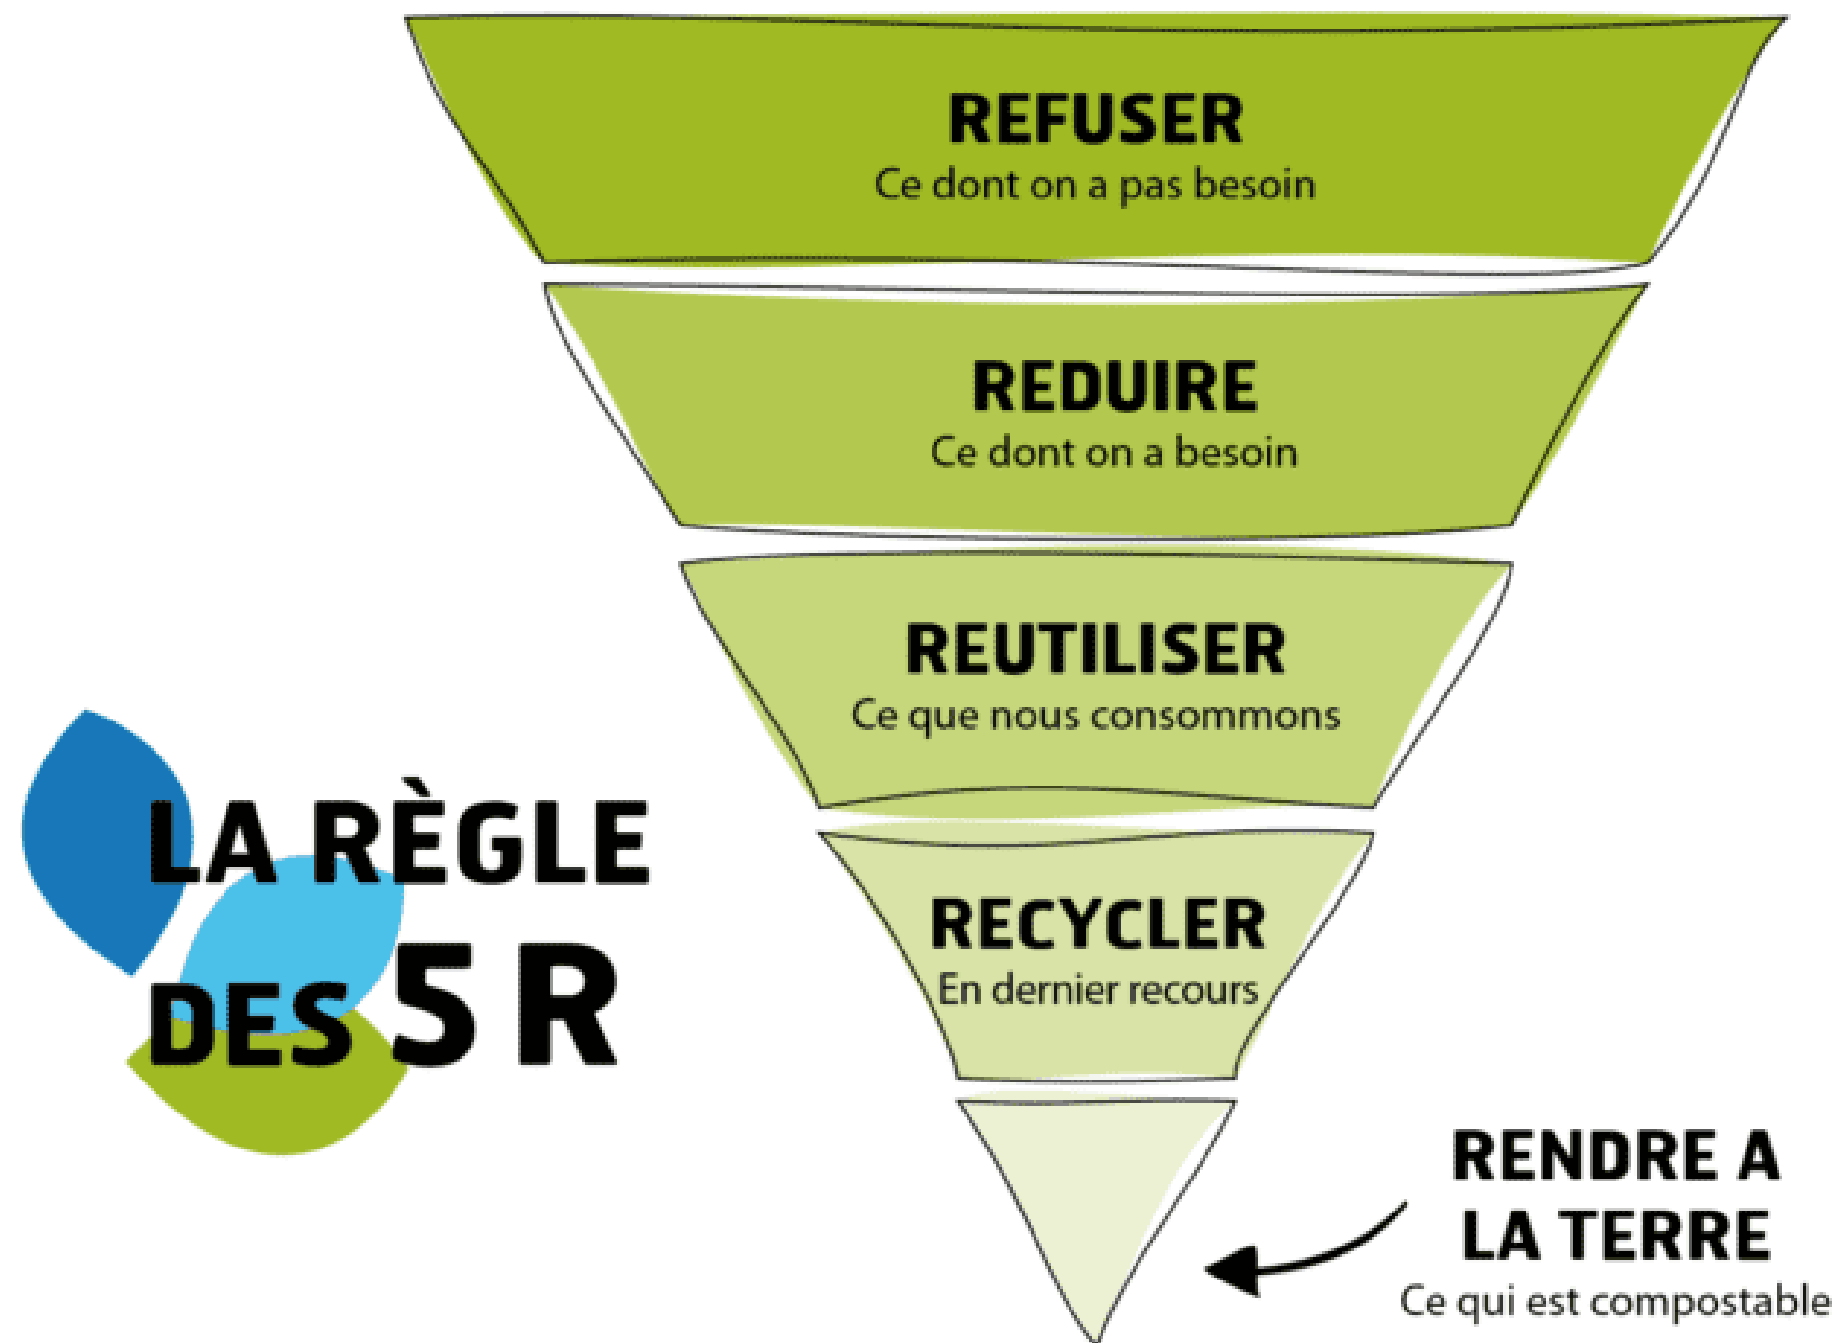 REFUSER
Ce dont on a pas besoin
REDUIRE
Ce dont on a besoin
REUTILISER
Ce que nous consommons
LA RÈGLE
DES 5 R
RECYCLER
En dernier recours
RENDRE A
LA TERRE
Ce qui est compostable